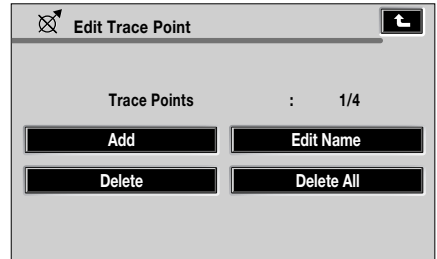 Edit Trace Point
Trace Points : 1/4
Add Edit Name
Delete Delete All